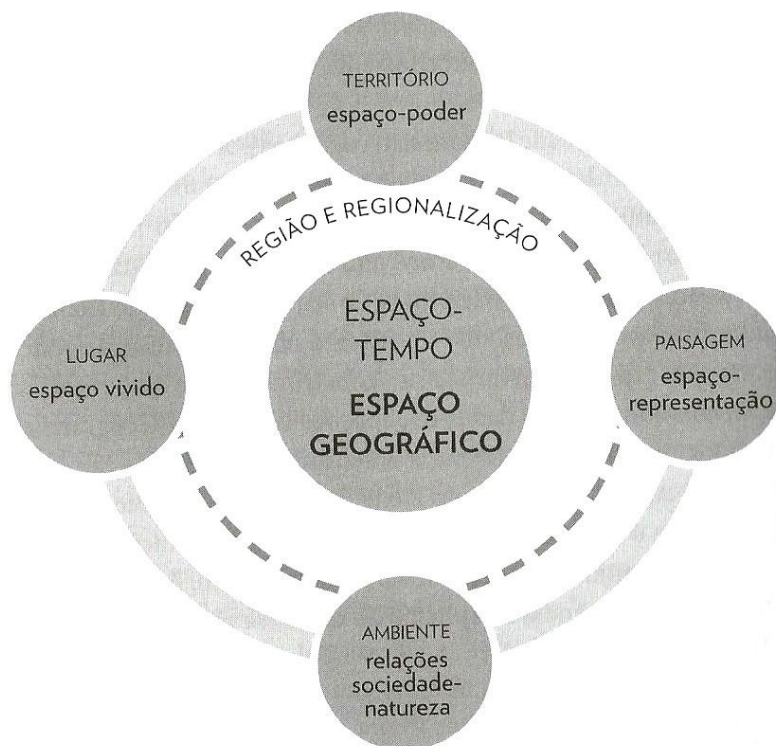 TERRITÓRIO
espaço-poder
REGIÃO E REGIONALIZAÇÃO
ESPAÇO-
TEMPO
ESPAÇO
GEOGRÁFICO
LUGAR
espaço vivido
PAISAGEM
espaço-
representação
AMBIENTE
relações
sociedade-
natureza